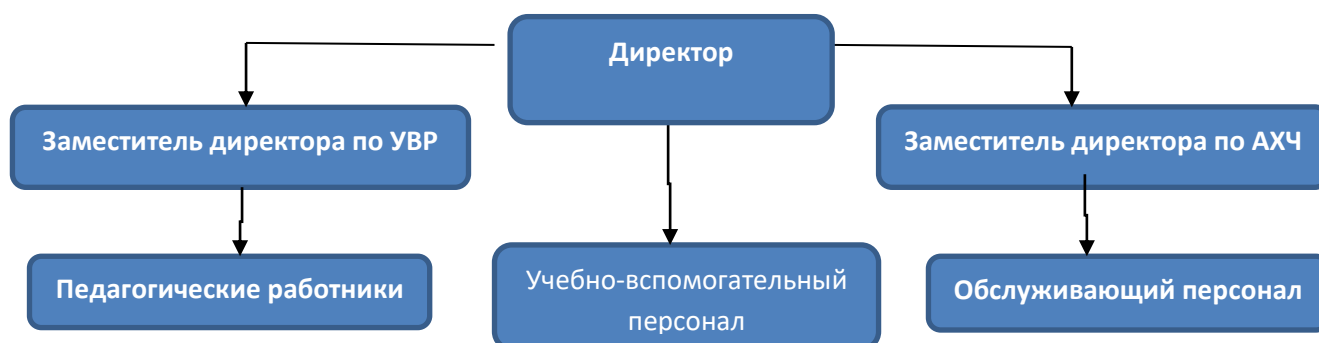 Директор
Заместитель директора по УВР
Заместитель директора по АХЧ
Педагогические работники
Учебно-вспомогательный
персонал
Обслуживающий персонал